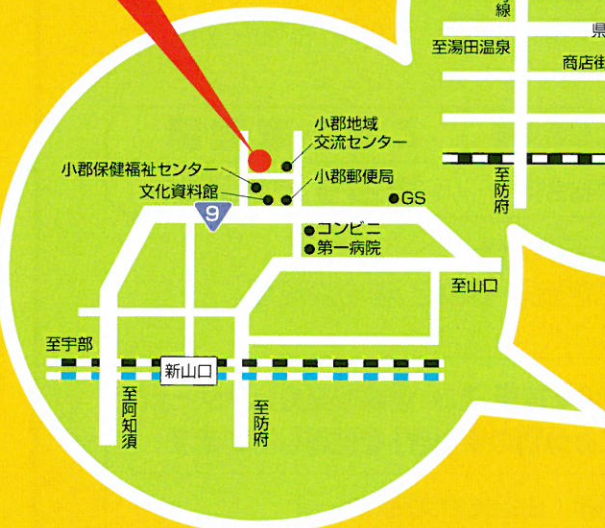 線
県
至湯田温泉
商店街
至防府
小郡地域
交流センター
小郡保健福祉センター
小郡郵便局
文化資料館
GS
9
コンビニ
第一病院
至山口
至宇部
新山口
至阿知須
至防府